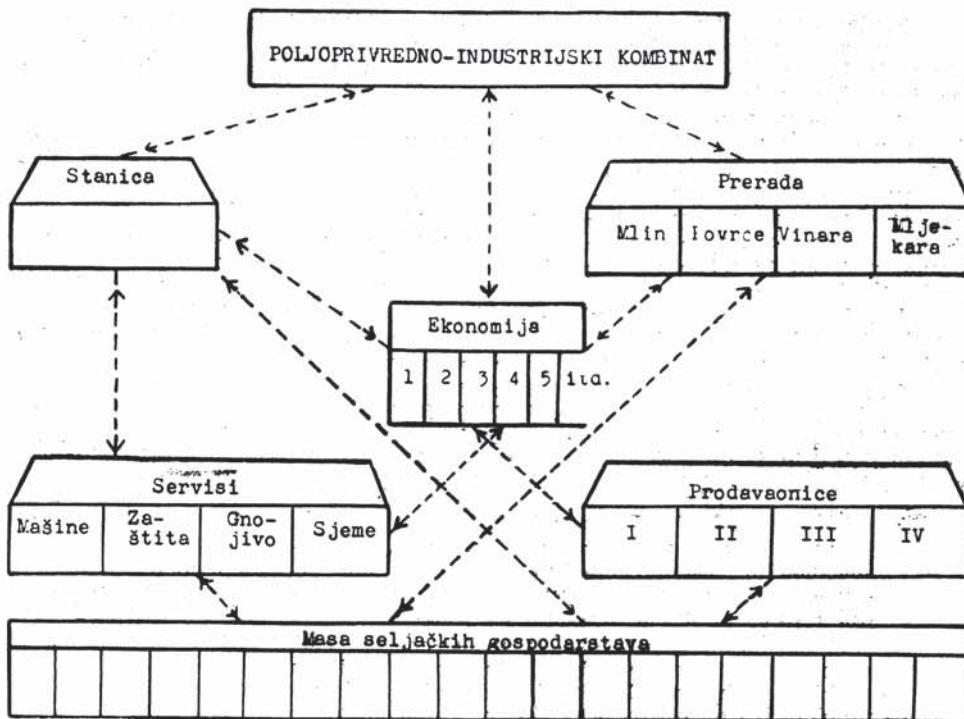 POLJOPRIVREDNO-INDUSTRIJSKI KOMBINAT
Stanica
Prerada
Mlin
Vinara
Mlje-
kara
Ekonomija
1 2 3 4 5 itd.
Servisi
Mašine
Za-
štita
Gno-
jivo
Sjeme
Prodavaonice
I II III IV
Masa seljačkih gospodarstava